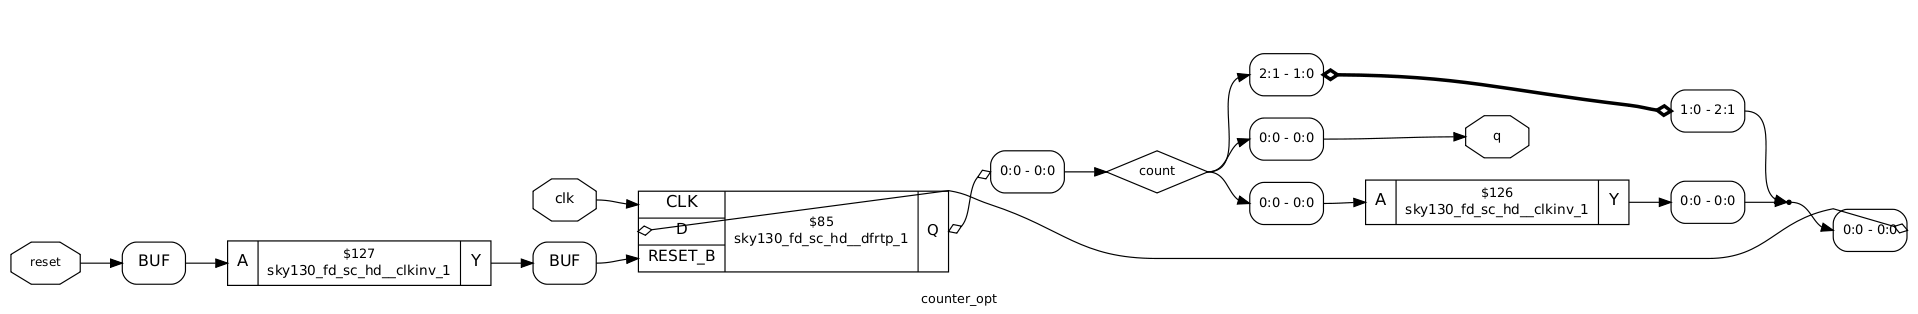 reset
BUF
A
$127
sky130_fd_sc_hd__clkinv_1
Y
BUF
clk
CLK
D
RESET_B
$85
sky130_fd_sc_hd__dfrtp_1
Q
0:0 - 0:0
count
2:1 - 1:0
0:0 - 0:0
0:0 - 0:0
q
A
$126
sky130_fd_sc_hd__clkinv_1
Y
1:0 - 2:1
0:0 - 0:0
0:0 - 0:0
counter_opt